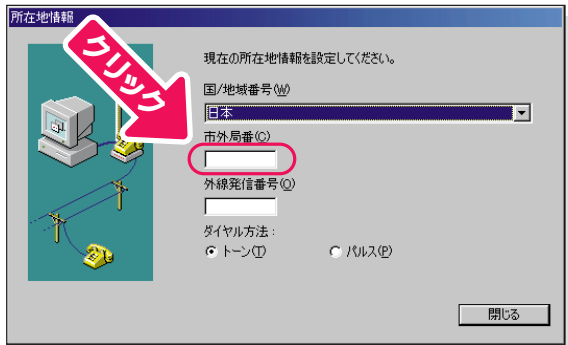 所在地情報
クリック
現在の所在地情報を設定してください。
国/地域番号(W)
日本
市外局番(C)
外線発信番号(O)
ダイヤル方法:
トーン(T) パルス(P)
閉じる